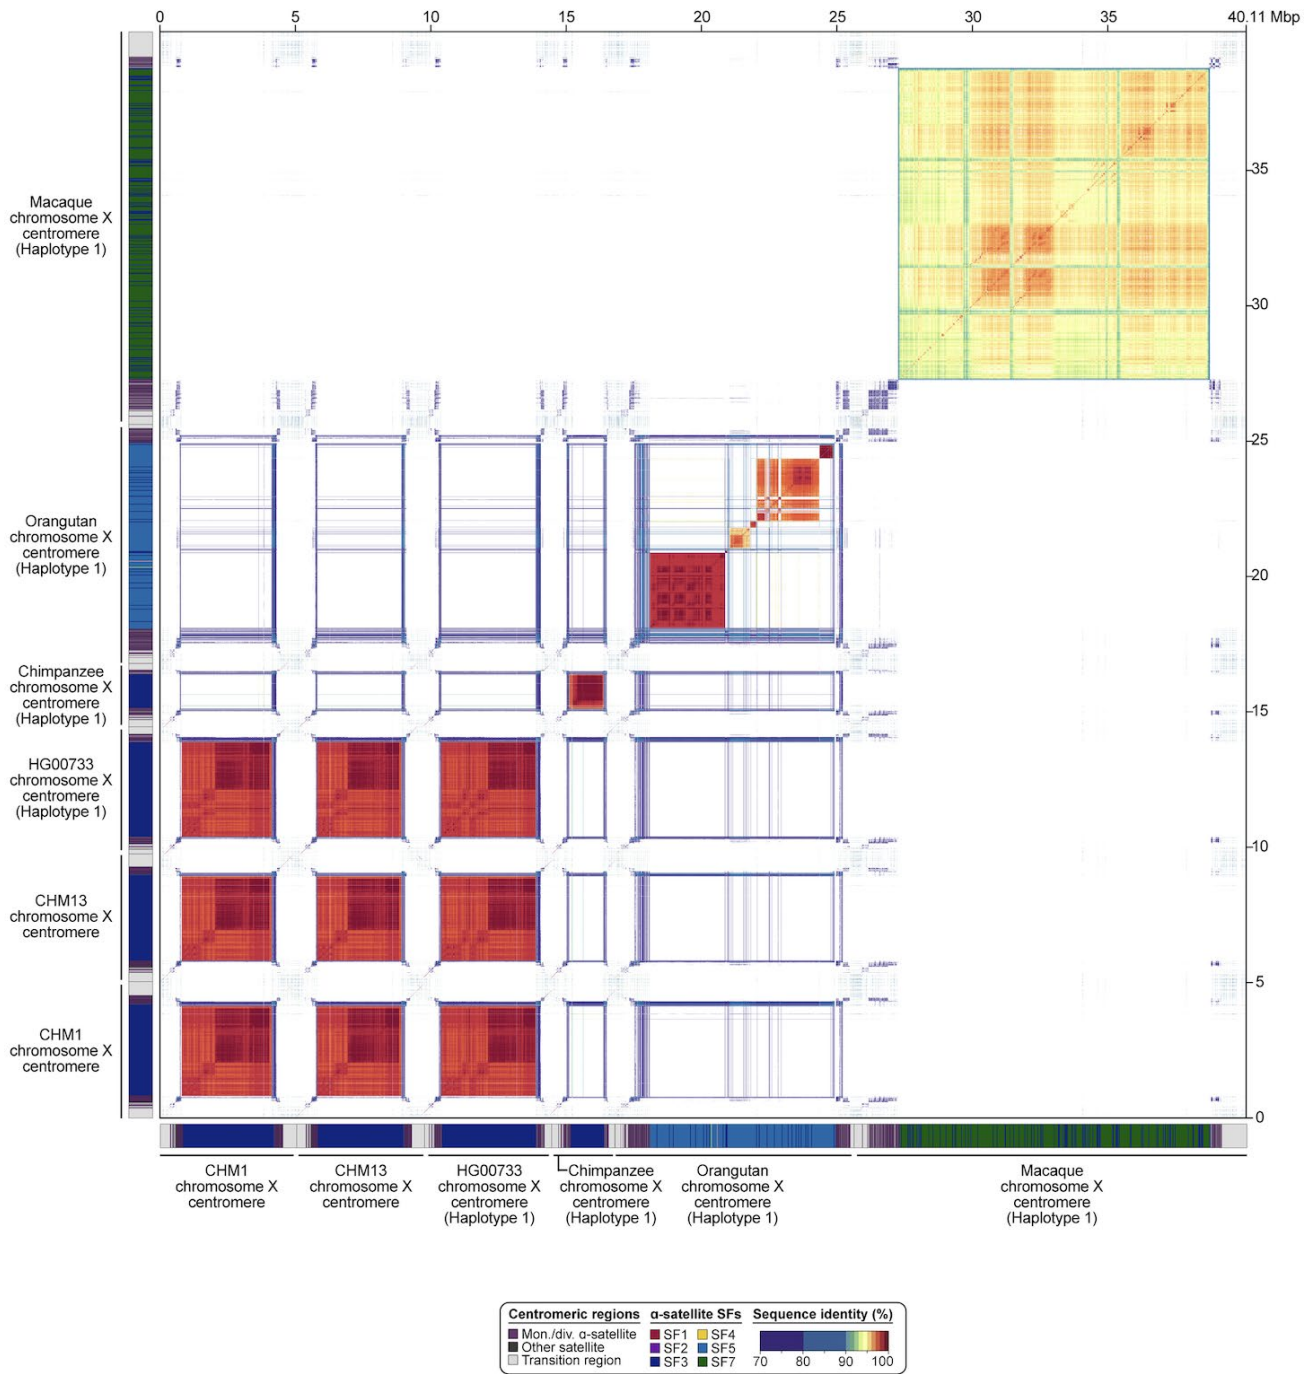 0 5 10 15 20 25 30 35 40.11 Mbp
Macaque
chromosome X
centromere
(Haplotype 1)
Orangutan
chromosome X
centromere
(Haplotype 1)
Chimpanzee
chromosome X
centromere
(Haplotype 1)
HG00733
chromosome X
centromere
(Haplotype 1)
CHM13
chromosome X
centromere
CHM1
chromosome X
centromere
35
30
25
20
15
10
5
0
CHM1
chromosome X
centromere
CHM13
chromosome X
centromere
HG00733
chromosome X
centromere
(Haplotype 1)
Chimpanzee
chromosome X
centromere
(Haplotype 1)
Orangutan
chromosome X
centromere
(Haplotype 1)
Macaque
chromosome X
centromere
(Haplotype 1)
Centromeric regions
Mon./div. α-satellite
Other satellite
Transition region
α-satellite SFs
SF1 SF4
SF2 SF5
SF3 SF7
Sequence identity (%)
70 80 90 100